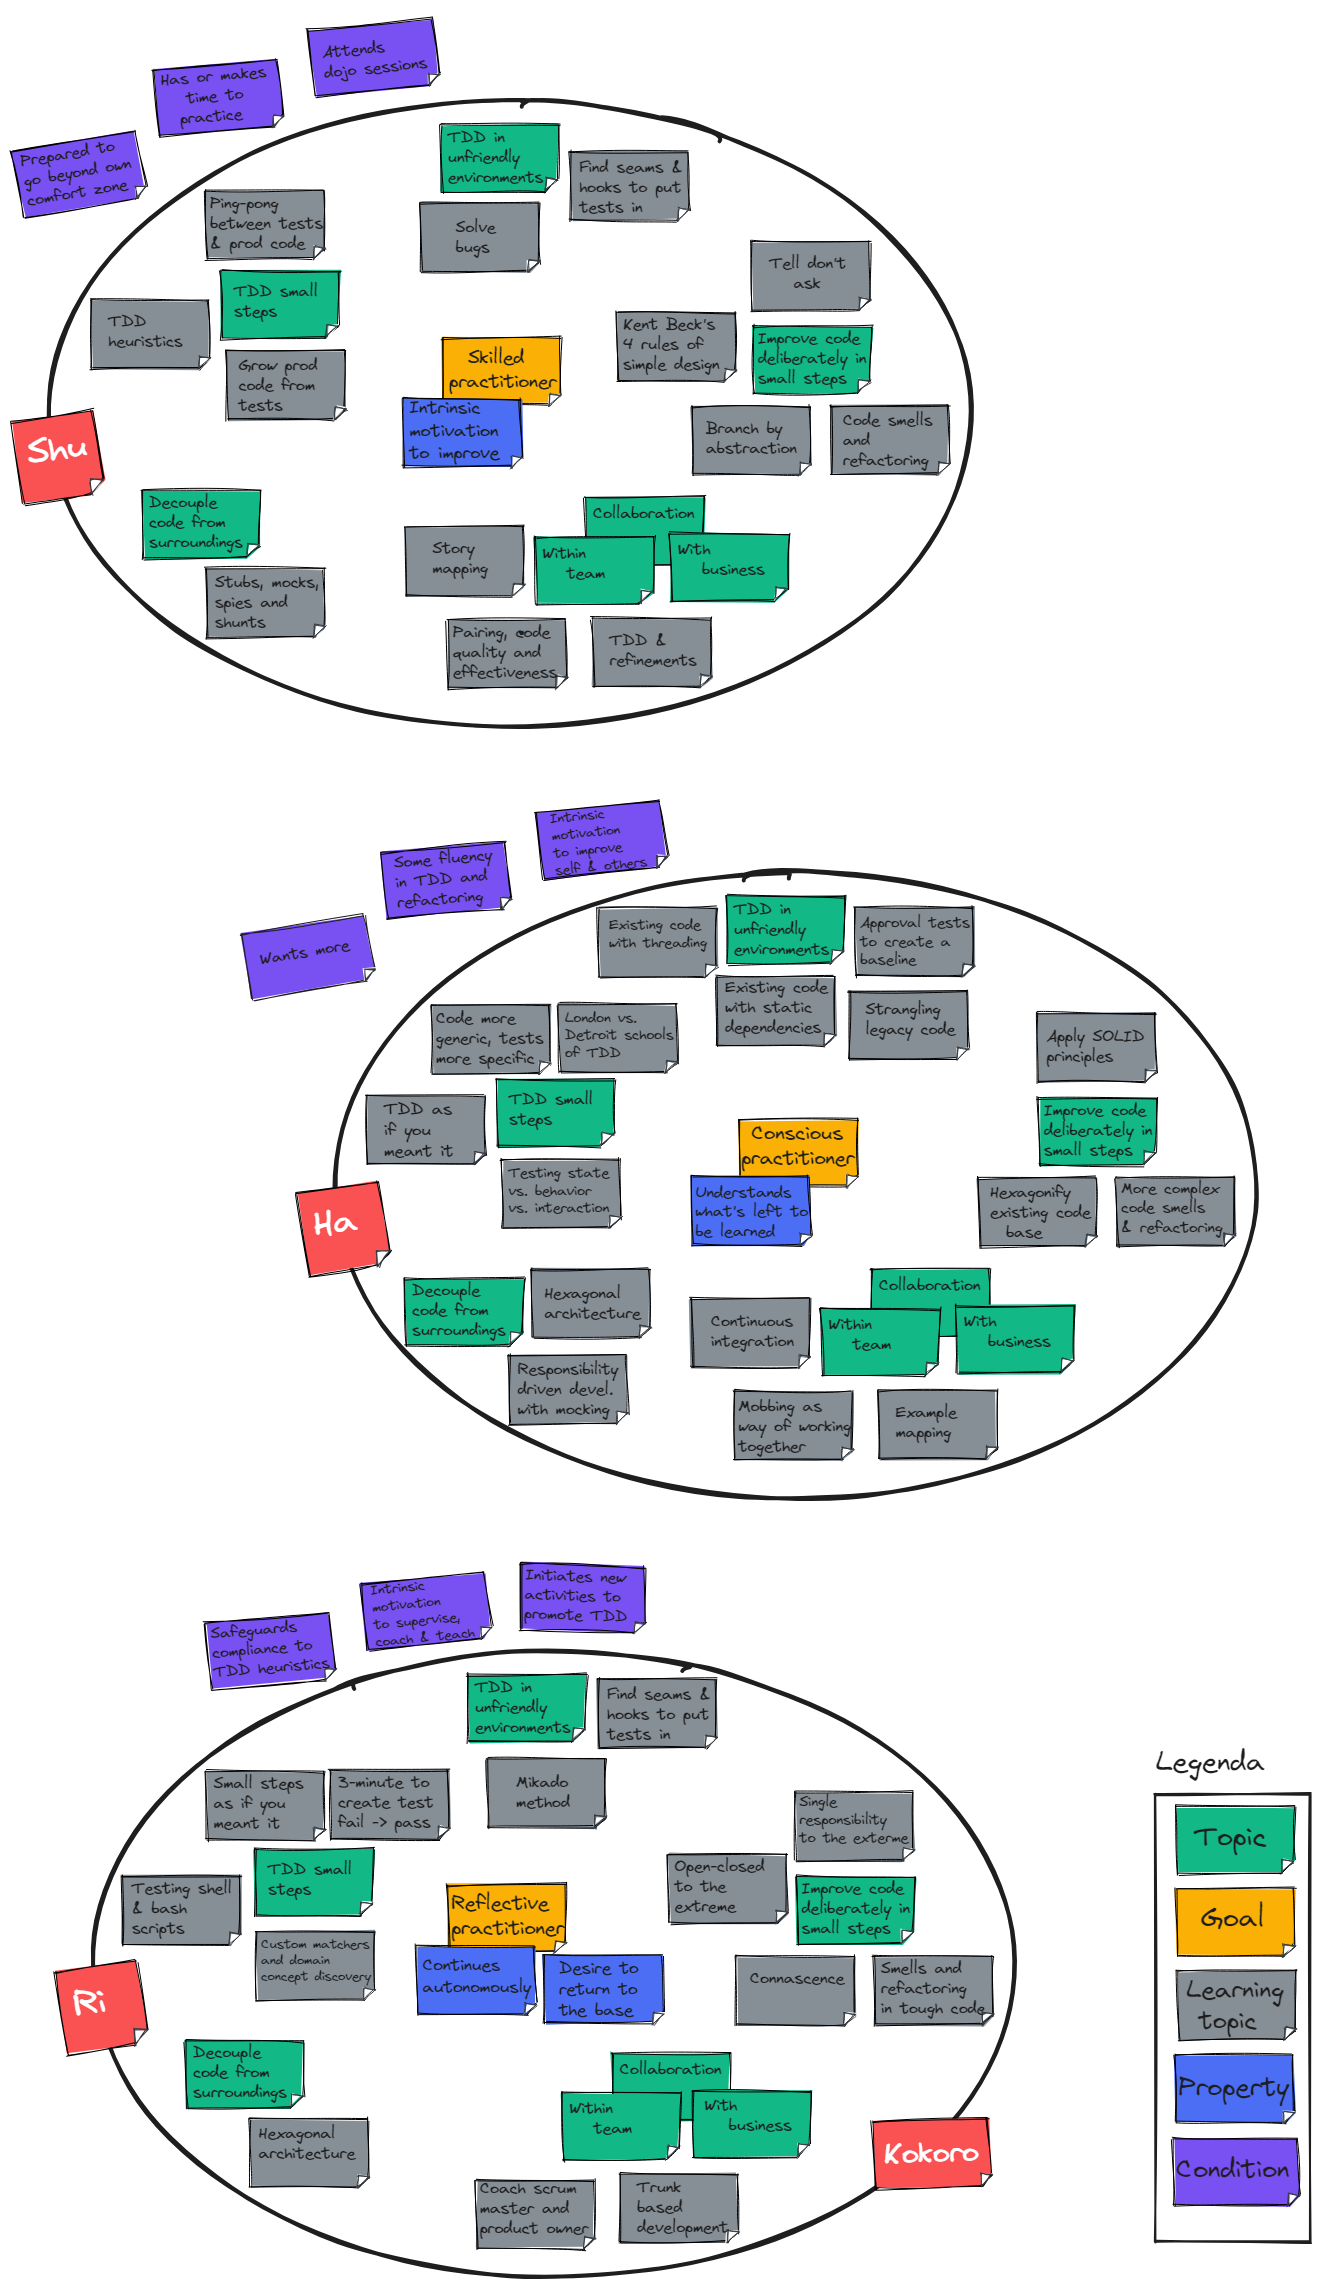 Attends
dojo sessions
Has or makes
time to
practice
Prepared to
go beyond own
comfort zone
TDD in
unfriendly
environments
Find seams &
hooks to put
tests in
Solve
bugs
Ping-pong
between tests
& prod code
TDD small
steps
TDD
heuristics
Grow prod
code from
tests
Tell don't
ask
Kent Beck's
4 rules of
simple design
Improve code
deliberately in
small steps
Branch by
abstraction
Code smells
and
refactoring
Skilled
practitioner
Intrinsic
motivation
to improve
Shu
Decouple
code from
surroundings
Stubs, mocks,
spies and
shunts
Story
mapping
Collaboration
Within
team
With
business
Pairing, code
quality and
effectiveness
TDD &
refinements
Intrinsic
motivation
to improve
self & others
Some fluency
in TDD and
refactoring
Wants more
Existing code
with threading
TDD in
unfriendly
environments
Approval tests
to create a
baseline
Existing code
with static
dependencies
Strangling
legacy code
Code more
generic, tests
more specific
London vs.
Detroit schools
of TDD
TDD as
if you
meant it
TDD small
steps
Testing state
vs. behavior
vs. interaction
Apply SOLID
principles
Improve code
deliberately in
small steps
Hexagonify
existing code
base
More complex
code smells
& refactoring
Conscious
practitioner
Understands
what's left to
be learned
Ha
Decouple
code from
surroundings
Hexagonal
architecture
Responsibility
driven devel.
with mocking
Continuous
integration
Collaboration
Within
team
With
business
Mobbing as
way of working
together
Example
mapping
Initiates new
activities to
promote TDD
Intrinsic
motivation
to supervise,
coach & teach
Safeguards
compliance to
TDD heuristics
TDD in
unfriendly
environments
Find seams &
hooks to put
tests in
Mikado
method
Small steps
as if you
meant it
3-minute to
create test
fail -> pass
TDD small
steps
Testing shell
& bash
scripts
Custom matchers
and domain
concept discovery
Single
responsibility
to the exterme
Open-closed
to the
extreme
Improve code
deliberately in
small steps
Connascence
Smells and
refactoring
in tough code
Reflective
practitioner
Continues
autonomously
Desire to
return to
the base
Ri
Decouple
code from
surroundings
Hexagonal
architecture
Collaboration
Within
team
With
business
Kokoro
Coach scrum
master and
product owner
Trunk
based
development
Legenda
Topic
Goal
Learning
topic
Property
Condition